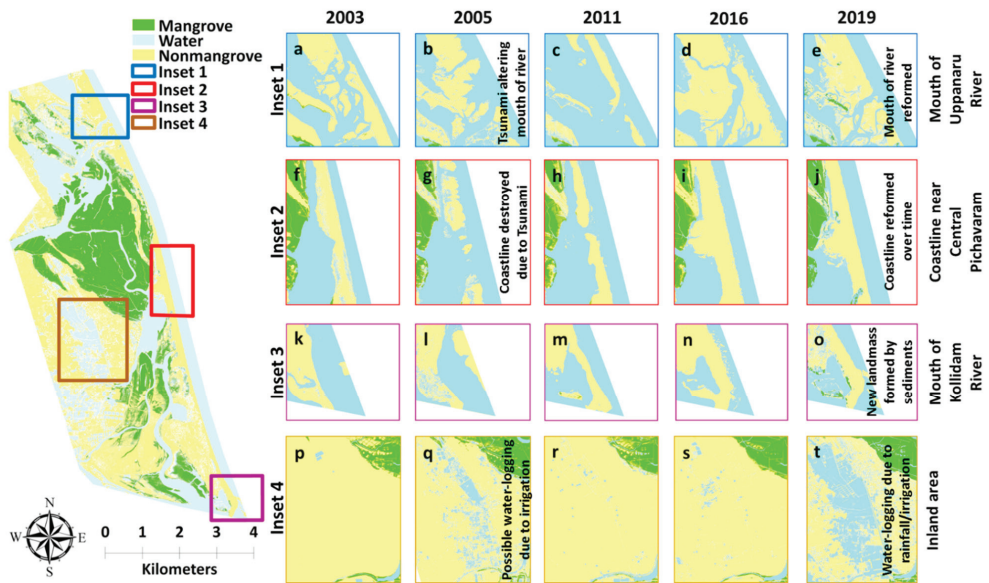 2003 2005 2011 2016 2019
Mangrove
Water
Nonmangrove
Inset 1
Inset 2
Inset 3
Inset 4
Inset 1
a
b
Tsunami altering
mouth of river
c
d
e
Mouth of river
reformed
Mouth of
Uppanaru
River
Inset 2
f
g
Coastline destroyed
due to Tsunami
h
i
j
Coastline reformed
over time
Coastline near
Central
Pichavaram
Inset 3
k
l
m
n
o
New landmass
formed by
sediments
Mouth of
Kollidam
River
Inset 4
p
q
Possible water-logging
due to irrigation
r
s
t
Water-logging due to
rainfall/irrigation
Inland area
N
W E
S
0 1 2 3 4
Kilometers